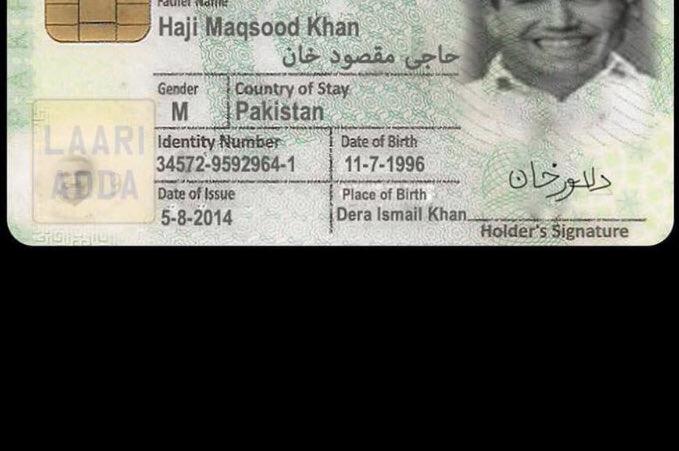 Father Name
Haji Maqsood Khan
حاجی مقصود خان
Gender
M
Country of Stay
Pakistan
Identity Number
34572-9592964-1
Date of Birth
11-7-1996
LAARI
ADDA
Date of Issue
5-8-2014
Place of Birth
Dera Ismail Khan
دلاور خان
Holder's Signature